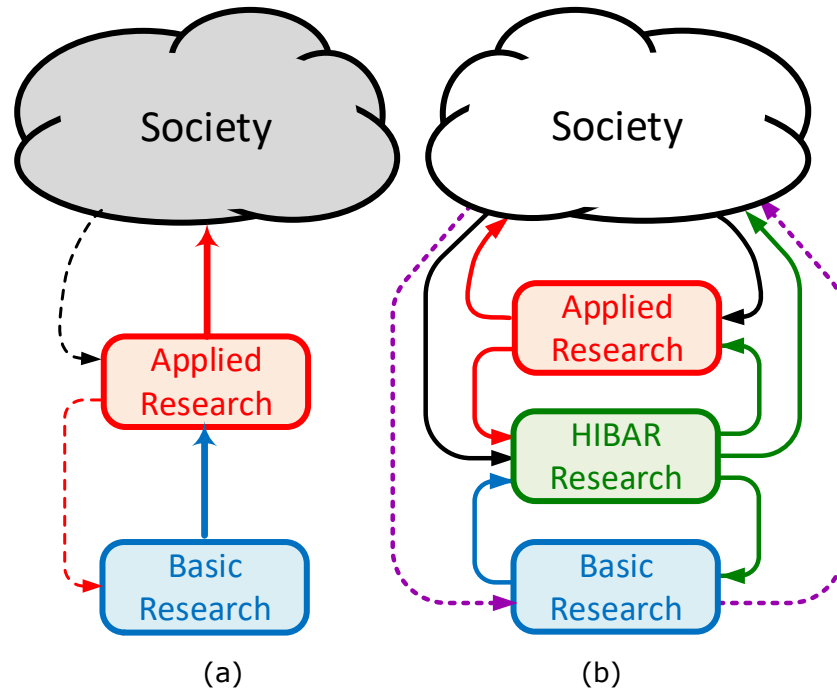 Society
Applied
Research
Basic
Research
(a)
Society
Applied
Research
HIBAR
Research
Basic
Research
(b)